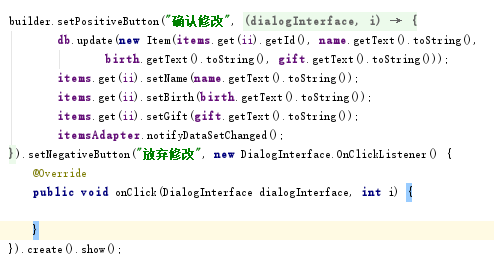 builder.setPositiveButton("确认修改", (dialogInterface, i) → {
db.update(new Item(items.get(ii).getId(), name.getText().toString(),
birth.getText().toString(), gift.getText().toString()));
items.get(ii).setName(name.getText().toString());
items.get(ii).setBirth(birth.getText().toString());
items.get(ii).setGift(gift.getText().toString());
itemsAdapter.notifyDataSetChanged();
}).setNegativeButton("放弃修改", new DialogInterface.OnClickListener() {
@Override
public void onClick(DialogInterface dialogInterface, int i) {
}
}).create().show();